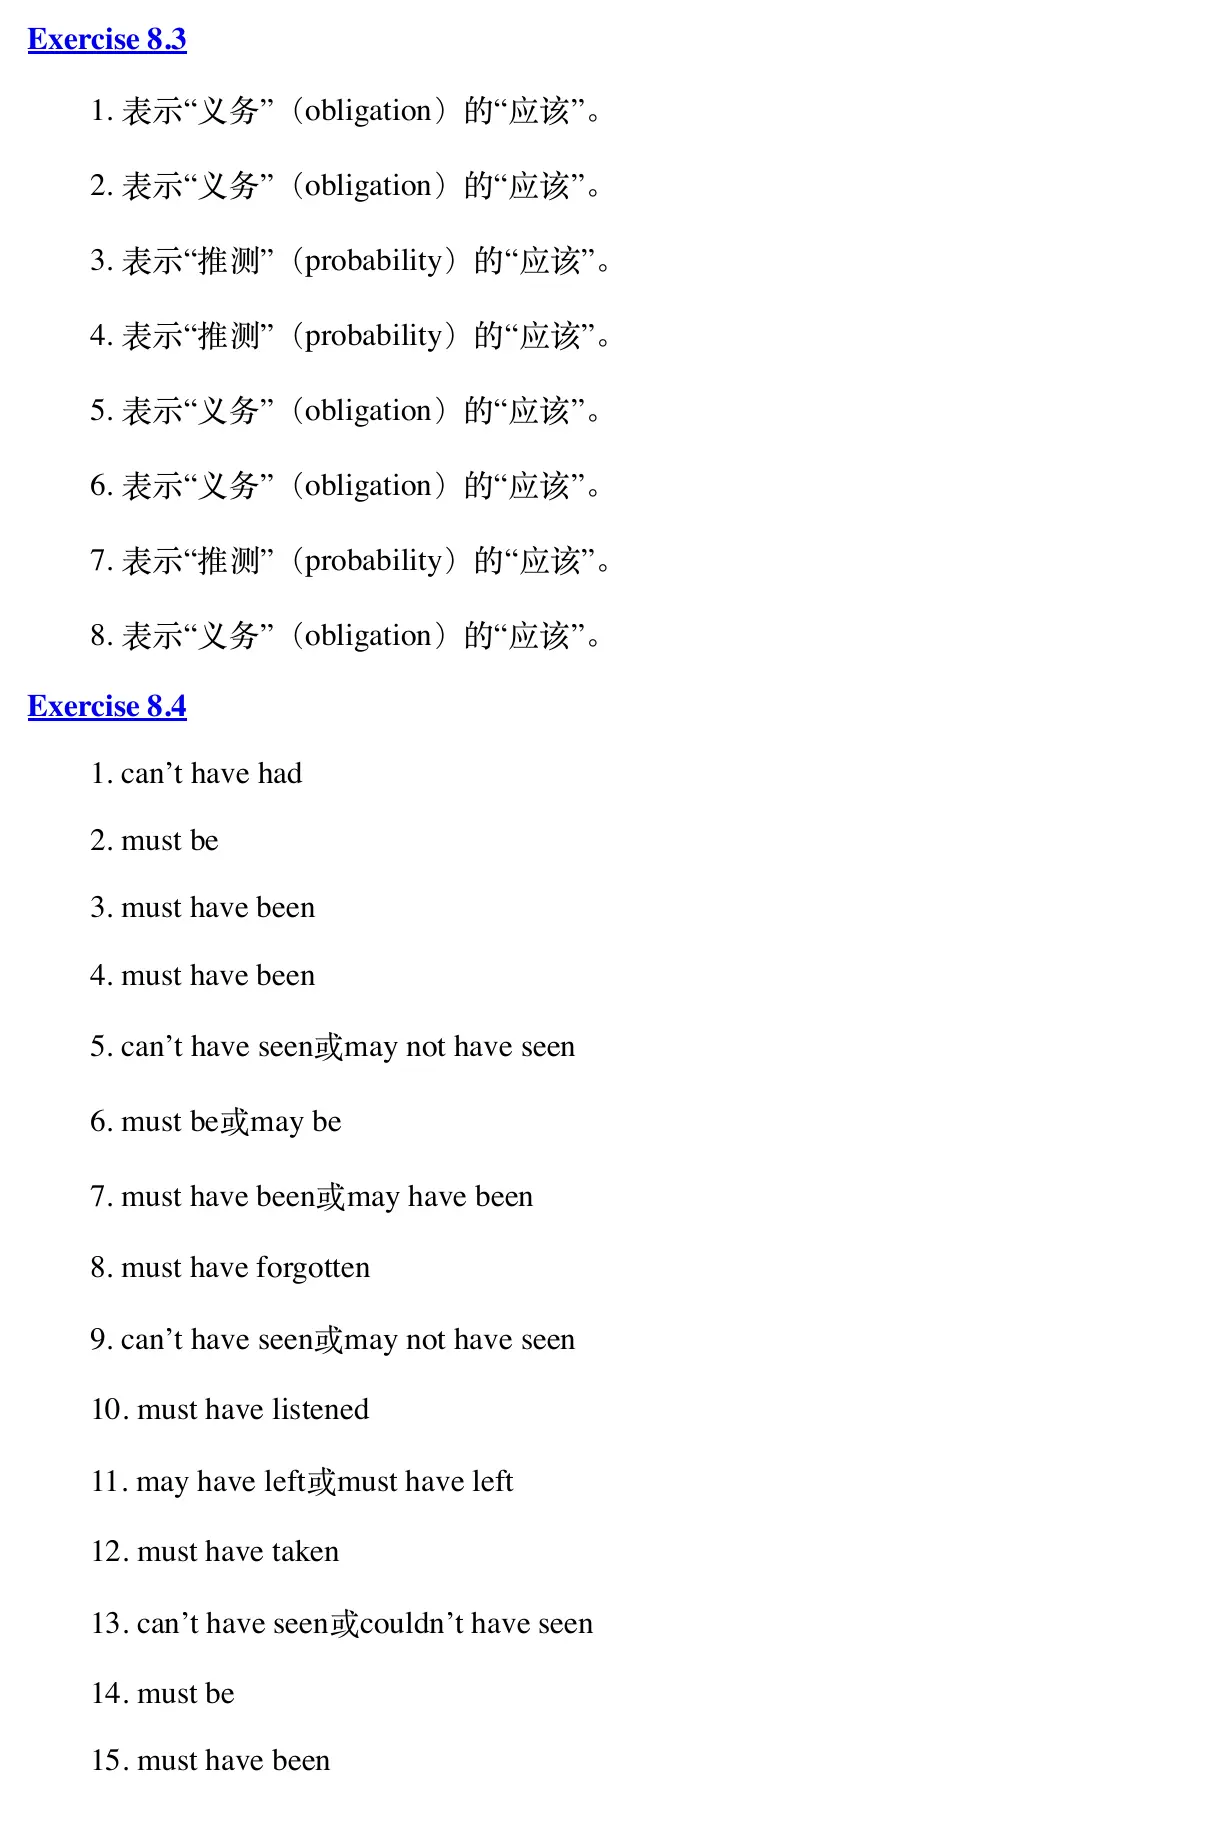 Exercise 8.3
1. 表示“义务”（obligation）的“应该”。
2. 表示“义务”（obligation）的“应该”。
3. 表示“推测”（probability）的“应该”。
4. 表示“推测”（probability）的“应该”。
5. 表示“义务”（obligation）的“应该”。
6. 表示“义务”（obligation）的“应该”。
7. 表示“推测”（probability）的“应该”。
8. 表示“义务”（obligation）的“应该”。
Exercise 8.4
1. can’t have had
2. must be
3. must have been
4. must have been
5. can’t have seen或may not have seen
6. must be或may be
7. must have been或may have been
8. must have forgotten
9. can’t have seen或may not have seen
10. must have listened
11. may have left或must have left
12. must have taken
13. can’t have seen或couldn’t have seen
14. must be
15. must have been